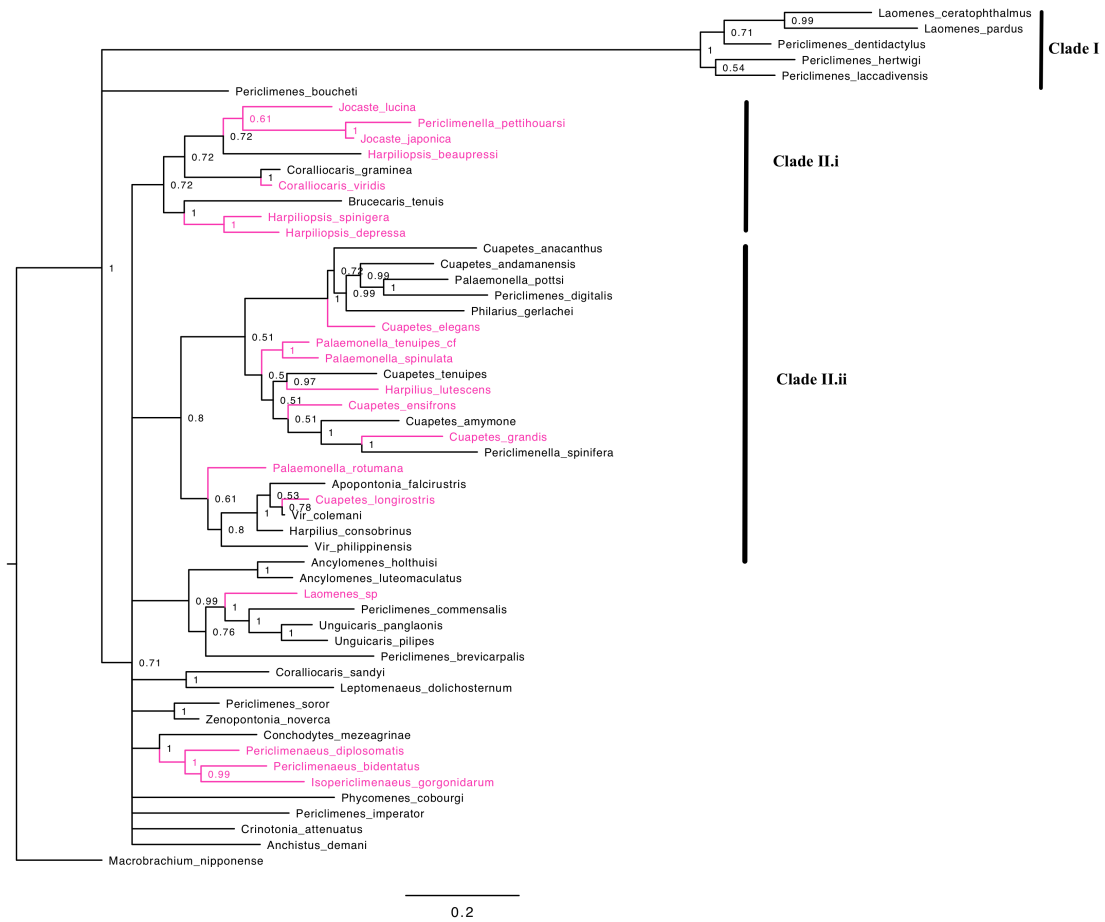 Laomenes_ceratophthalmus
0.99
Laomenes_pardus
0.71
Periclimenes_dentidactylus
1
Clade I
Periclimenes_hertwigi
0.54
Periclimenes_laccadivensis
Periclimenes_boucheti
Jocaste_lucina
0.61
Periclimenella_pettihouarsi
1
0.72
Jocaste_japonica
Harpiliopsis_beaupressi
0.72
Clade II.i
Coralliocaris_graminea
1
0.72
Coralliocaris_viridis
Brucecaris_tenuis
1
Harpiliopsis_spinigera
1
Harpiliopsis_depressa
Cuapetes_anacanthus
Cuapetes_andamanensis
1
0.72
0.99
Palaemonella_pottsi
1
0.99
Periclimenes_digitalis
1
Philarius_gerlachei
Cuapetes_elegans
0.51
Palaemonella_tenuipes_cf
1
Palaemonella_spinulata
Cuapetes_tenuipes
0.5
0.97
Clade II.ii
Harpilius_lutescens
0.51
Cuapetes_ensifrons
0.8
0.51
Cuapetes_amymone
1
Cuapetes_grandis
1
Periclimenella_spinifera
Palaemonella_rotumana
Apopontonia_falcirustris
0.61
0.53
Cuapetes_longirostris
0.78
1
Vir_colemani
0.8
Harpilius_consobrinus
Vir_philippinensis
Ancylomenes_holthuisi
1
Ancylomenes_luteomaculatus
Laomenes_sp
0.99
1
Periclimenes_commensalis
1
Unguicaris_panglaonis
0.76
1
Unguicaris_pilipes
Periclimenes_brevicarpalis
0.71
Coralliocaris_sandyi
1
Leptomenaeus_dolichosternum
Periclimenes_soror
1
Zenopontonia_noverca
Conchodytes_mezeagrinae
1
Periclimenaeus_diplosomatis
1
Periclimenaeus_bidentatus
0.99
Isopericlimenaeus_gorgonidarum
Phycomenes_cobourgi
Periclimenes_imperator
Crinotonia_attenuatus
Anchistus_demani
Macrobrachium_nipponense
0.2